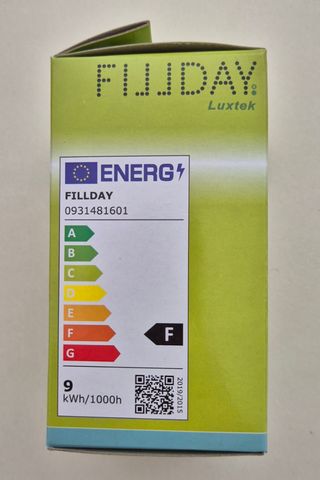 FILLDAY
Luxtek
ENERG
FILLDAY
0931481601
A
B
C
D
E
F
G
F
9
kWh/1000h
2019/2015